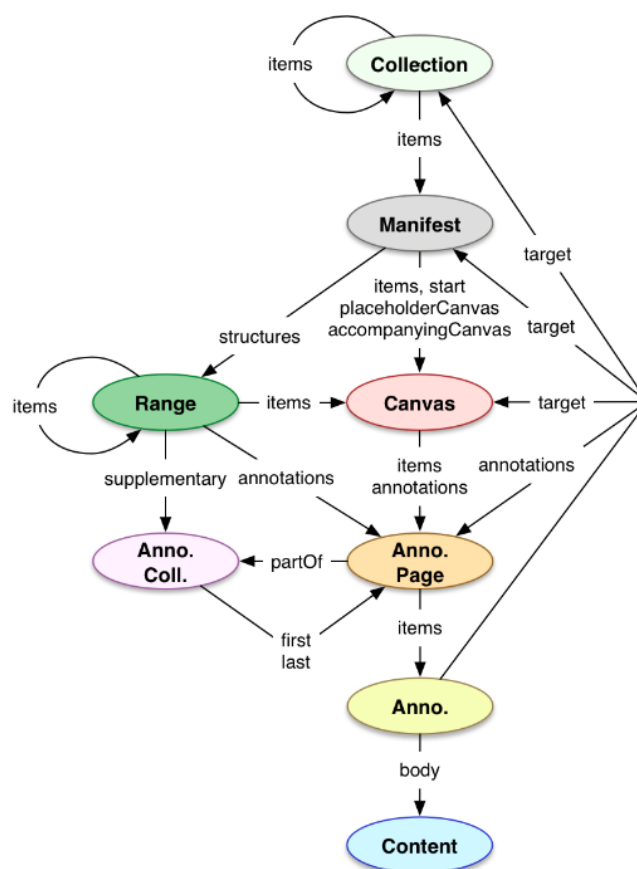 items
Collection
items
Manifest
target
items, start
placeholderCanvas
accompanyingCanvas
target
structures
items
Range
items
Canvas
target
supplementary
annotations
items
annotations
annotations
Anno.
Coll.
partOf
Anno.
Page
first
last
items
Anno.
body
Content